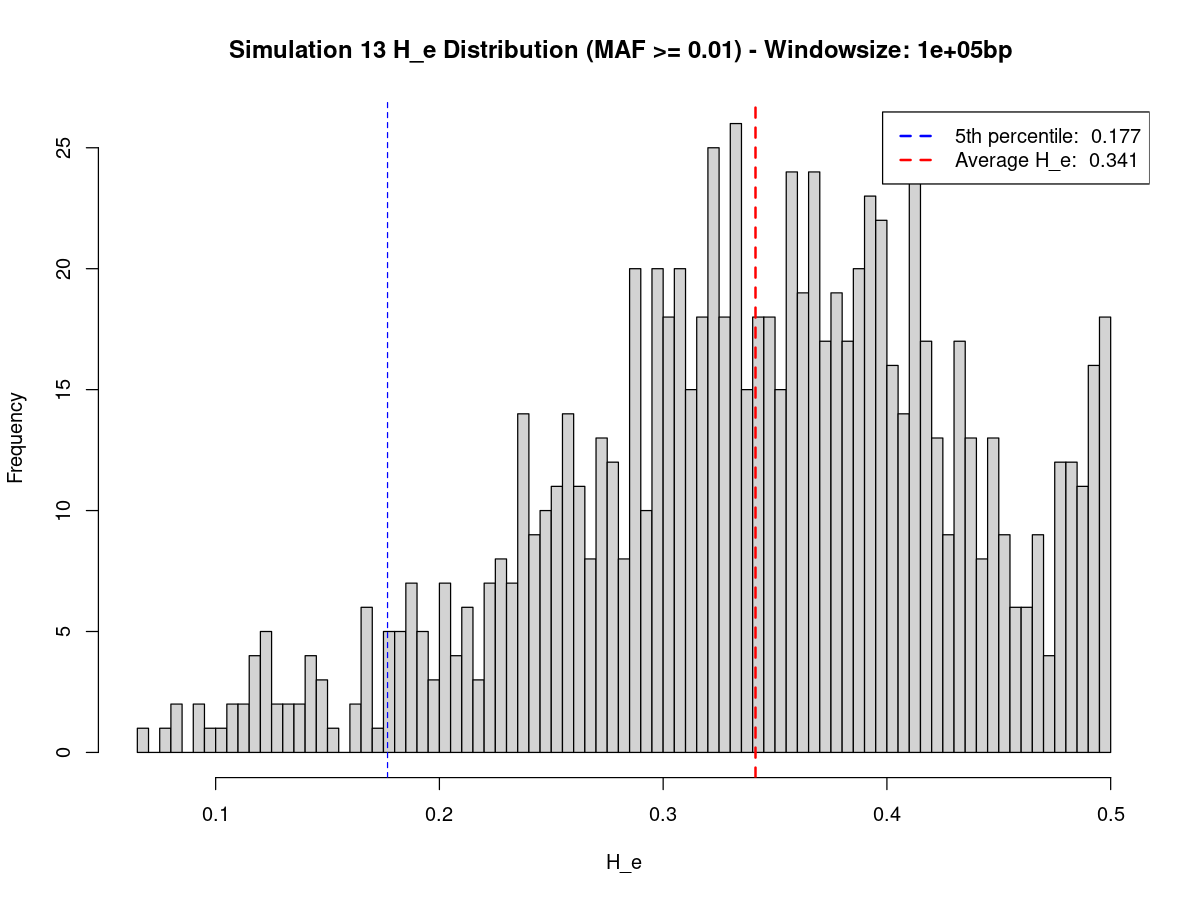 Simulation 13 H_e Distribution (MAF >= 0.01) - Windowsize: 1e+05bp
5th percentile:  0.177
Average H_e:  0.341
Frequency
25
20
15
10
5
0
0.1 0.2 0.3 0.4 0.5
H_e